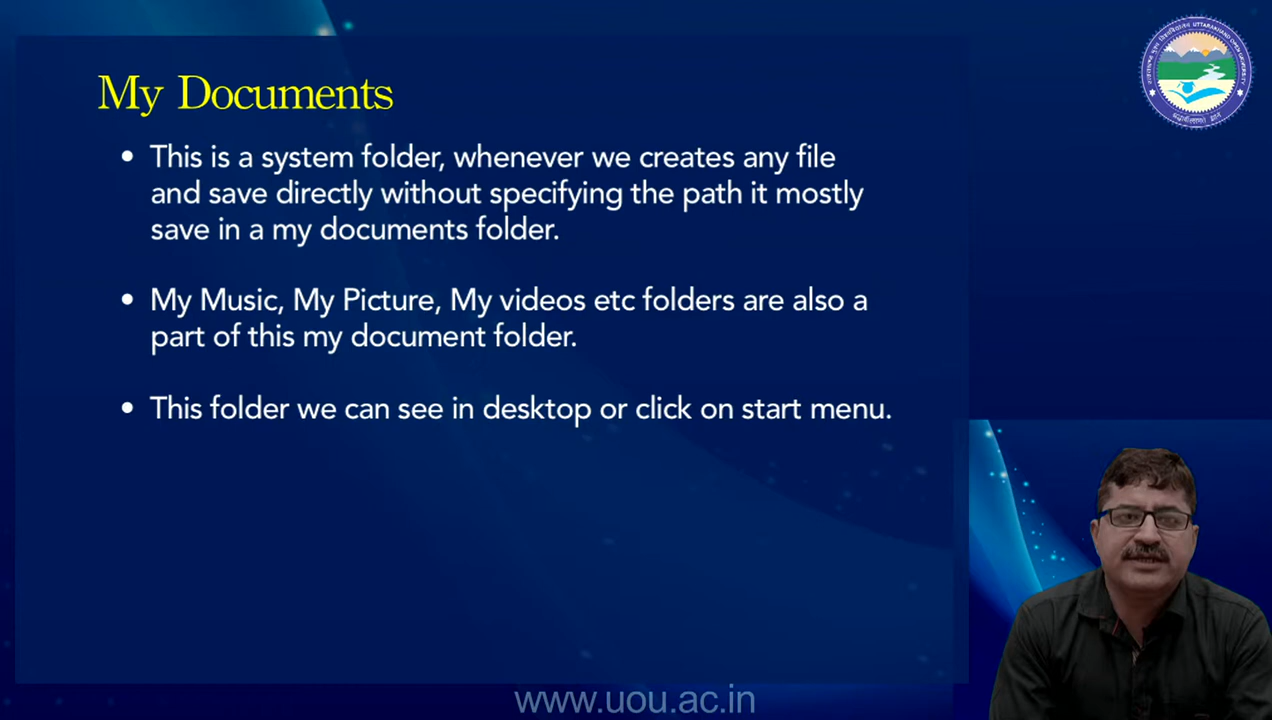 My Documents
• This is a system folder, whenever we creates any file
and save directly without specifying the path it mostly
save in a my documents folder.
• My Music, My Picture, My videos etc folders are also a
part of this my document folder.
• This folder we can see in desktop or click on start menu.
UTTARAKHAND OPEN UNIVERSITY
www.uou.ac.in